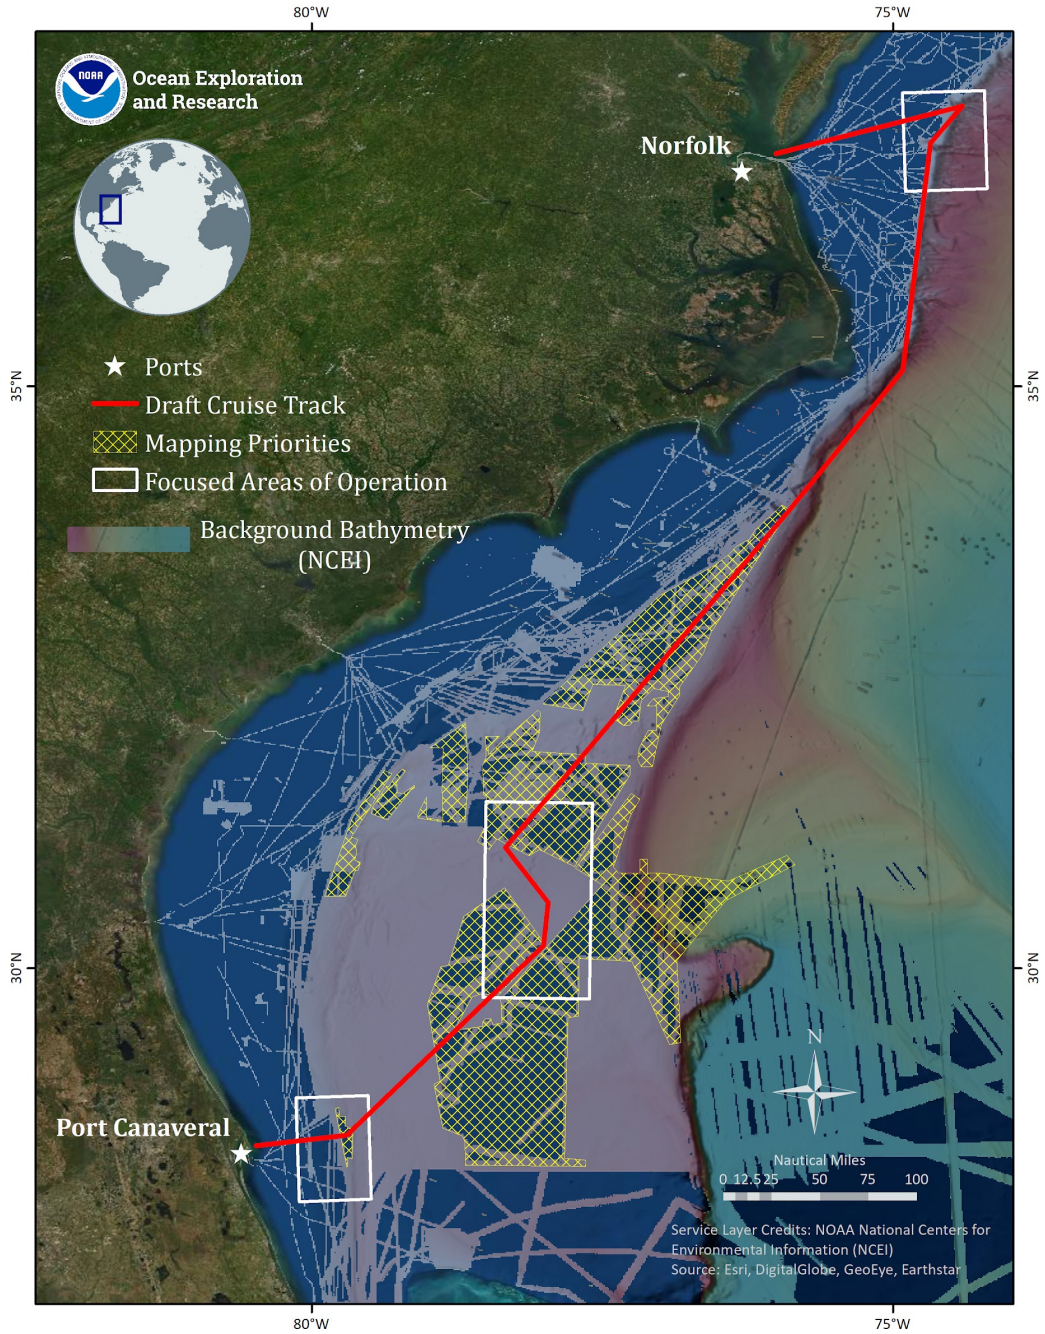 80°W 75°W
NOAA
Ocean Exploration
and Research
Norfolk
Ports
35°N 35°N
Draft Cruise Track
Mapping Priorities
Focused Areas of Operation
Background Bathymetry
(NCEI)
30°N 30°N
N
Port Canaveral
Nautical Miles
0 12.525 50 75 100
Service Layer Credits: NOAA National Centers for
Environmental Information (NCEI)
Source: Esri, DigitalGlobe, GeoEye, Earthstar
80°W 75°W